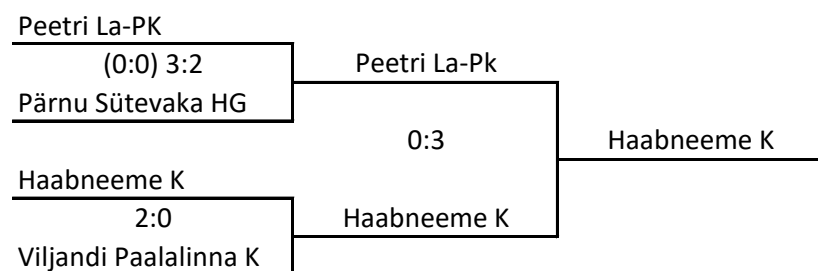 Peetri La-PK
(0:0) 3:2
Peetri La-Pk
Pärnu Sütevaka HG
0:3
Haabneeme K
Haabneeme K
2:0
Haabneeme K
Viljandi Paalalinna K